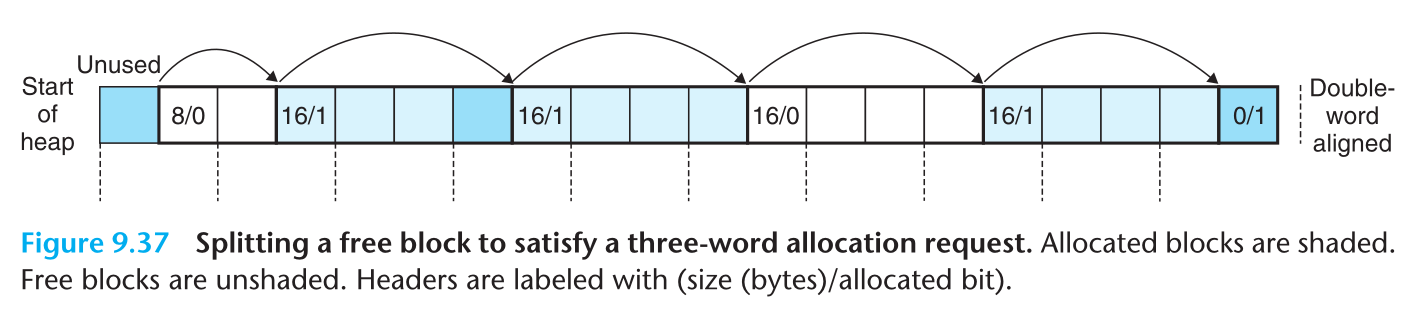 Unused
Start
of
heap
8/0 16/1 16/1 16/0 16/1 0/1
Double-
word
aligned
Figure 9.37 Splitting a free block to satisfy a three-word allocation request. Allocated blocks are shaded.
Free blocks are unshaded. Headers are labeled with (size (bytes)/allocated bit).